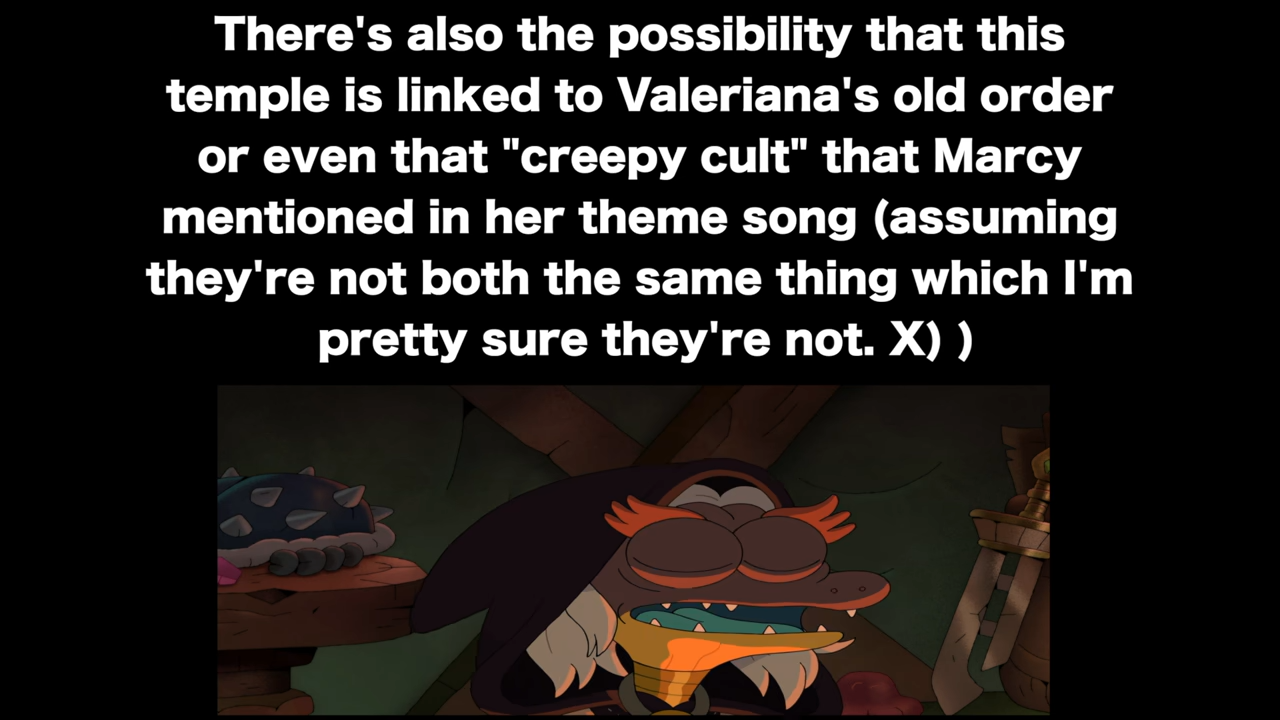 There's also the possibility that this
temple is linked to Valeriana's old order
or even that "creepy cult" that Marcy
mentioned in her theme song (assuming
they're not both the same thing which I'm
pretty sure they're not. X) )